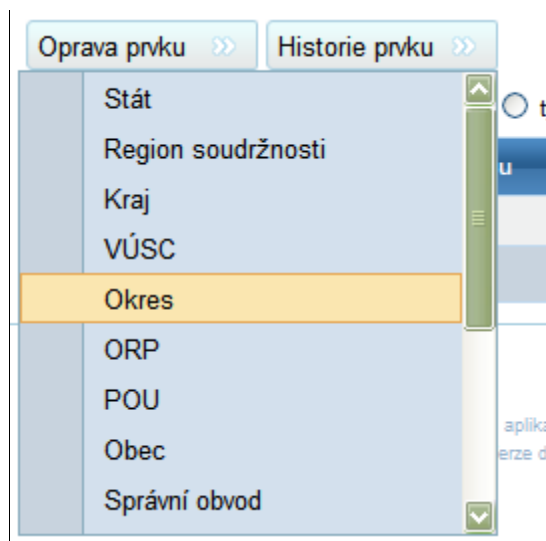 Oprava prvku
Historie prvku
Stát
Region soudržnosti
Kraj
VÚSC
Okres
ORP
POU
Obec
Správní obvod